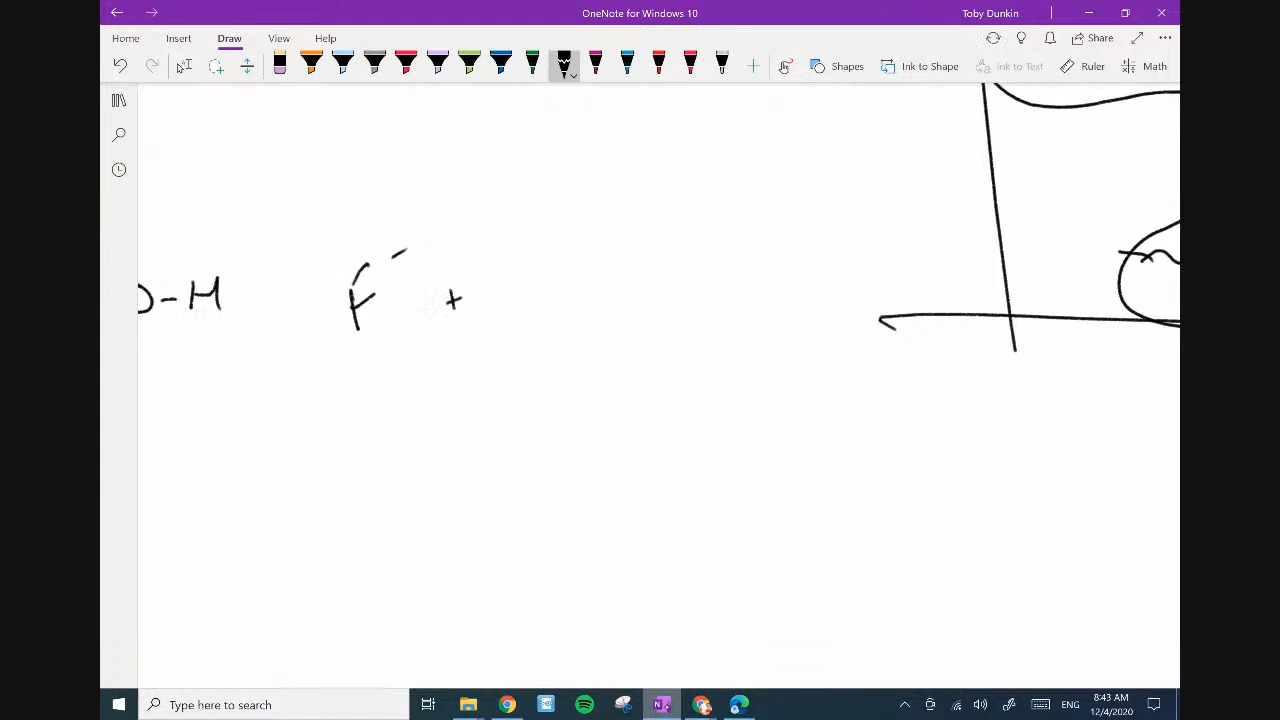 OneNote for Windows 10
Toby Dunkin
Home Insert Draw View Help
Share
Shapes Ink to Shape Ink to Text Ruler Math
O-H F⁻ +
Type here to search
8:43 AM
ENG
12/4/2020